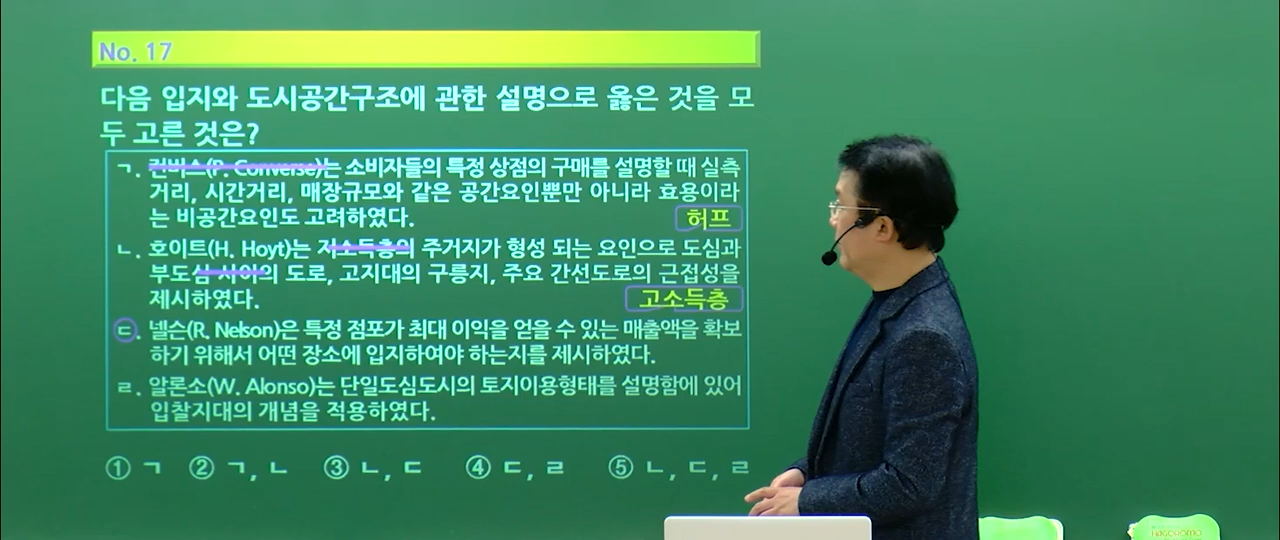 No. 17
다음 입지와 도시공간구조에 관한 설명으로 옳은 것을 모
두 고른 것은?
ㄱ. 컨버스(P. Converse)는 소비자들의 특정 상점의 구매를 설명할 때 실측
거리, 시간거리, 매장규모와 같은 공간요인뿐만 아니라 효용이라
는 비공간요인도 고려하였다.
허프
ㄴ. 호이트(H. Hoyt)는 저소득층의 주거지가 형성 되는 요인으로 도심과
부도심 사이의 도로, 고지대의 구릉지, 주요 간선도로의 근접성을
제시하였다.
고소득층
ㄷ. 넬슨(R. Nelson)은 특정 점포가 최대 이익을 얻을 수 있는 매출액을 확보
하기 위해서 어떤 장소에 입지하여야 하는지를 제시하였다.
ㄹ. 알론소(W. Alonso)는 단일도심도시의 토지이용형태를 설명함에 있어
입찰지대의 개념을 적용하였다.
① ㄱ ② ㄱ, ㄴ ③ ㄴ, ㄷ ④ ㄷ, ㄹ ⑤ ㄴ, ㄷ, ㄹ
HAGOROMO